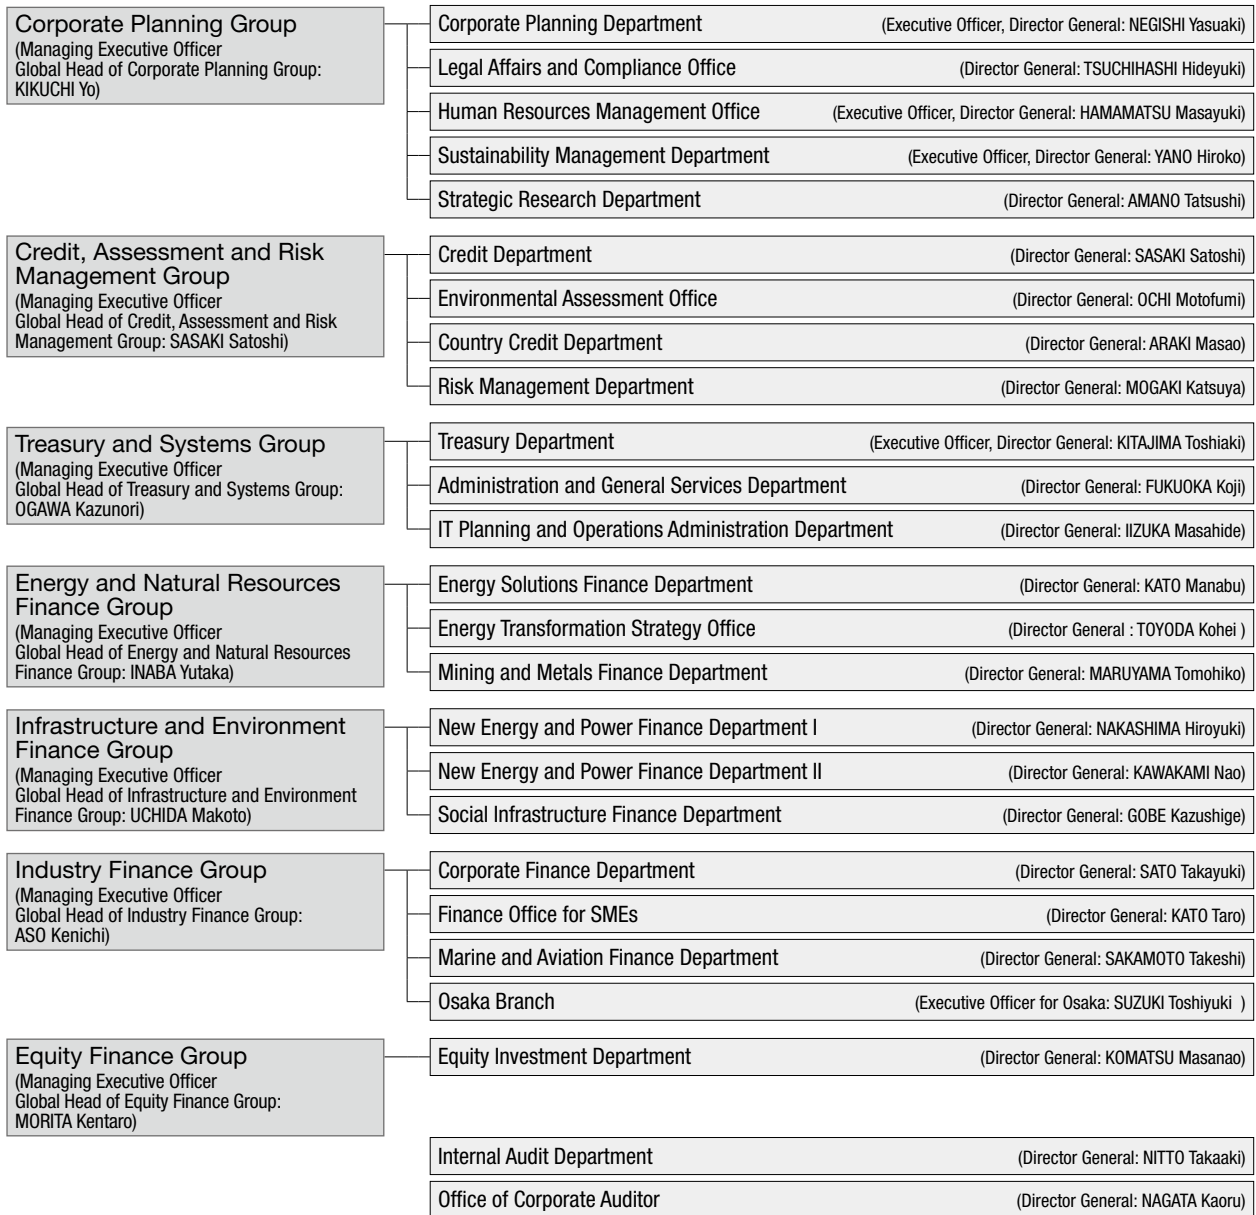 Corporate Planning Group
(Managing Executive Officer
Global Head of Corporate Planning Group:
KIKUCHI Yo)
Corporate Planning Department (Executive Officer, Director General: NEGISHI Yasuaki)
Legal Affairs and Compliance Office (Director General: TSUCHIHASHI Hideyuki)
Human Resources Management Office (Executive Officer, Director General: HAMAMATSU Masayuki)
Sustainability Management Department (Executive Officer, Director General: YANO Hiroko)
Strategic Research Department (Director General: AMANO Tatsushi)
Credit, Assessment and Risk
Management Group
(Managing Executive Officer
Global Head of Credit, Assessment and Risk
Management Group: SASAKI Satoshi)
Credit Department (Director General: SASAKI Satoshi)
Environmental Assessment Office (Director General: OCHI Motofumi)
Country Credit Department (Director General: ARAKI Masao)
Risk Management Department (Director General: MOGAKI Katsuya)
Treasury and Systems Group
(Managing Executive Officer
Global Head of Treasury and Systems Group:
OGAWA Kazunori)
Treasury Department (Executive Officer, Director General: KITAJIMA Toshiaki)
Administration and General Services Department (Director General: FUKUOKA Koji)
IT Planning and Operations Administration Department (Director General: IIZUKA Masahide)
Energy and Natural Resources
Finance Group
(Managing Executive Officer
Global Head of Energy and Natural Resources
Finance Group: INABA Yutaka)
Energy Solutions Finance Department (Director General: KATO Manabu)
Energy Transformation Strategy Office (Director General : TOYODA Kohei )
Mining and Metals Finance Department (Director General: MARUYAMA Tomohiko)
Infrastructure and Environment
Finance Group
(Managing Executive Officer
Global Head of Infrastructure and Environment
Finance Group: UCHIDA Makoto)
New Energy and Power Finance Department I (Director General: NAKASHIMA Hiroyuki)
New Energy and Power Finance Department II (Director General: KAWAKAMI Nao)
Social Infrastructure Finance Department (Director General: GOBE Kazushige)
Industry Finance Group
(Managing Executive Officer
Global Head of Industry Finance Group:
ASO Kenichi)
Corporate Finance Department (Director General: SATO Takayuki)
Finance Office for SMEs (Director General: KATO Taro)
Marine and Aviation Finance Department (Director General: SAKAMOTO Takeshi)
Osaka Branch (Executive Officer for Osaka: SUZUKI Toshiyuki )
Equity Finance Group
(Managing Executive Officer
Global Head of Equity Finance Group:
MORITA Kentaro)
Equity Investment Department (Director General: KOMATSU Masanao)
Internal Audit Department (Director General: NITTO Takaaki)
Office of Corporate Auditor (Director General: NAGATA Kaoru)